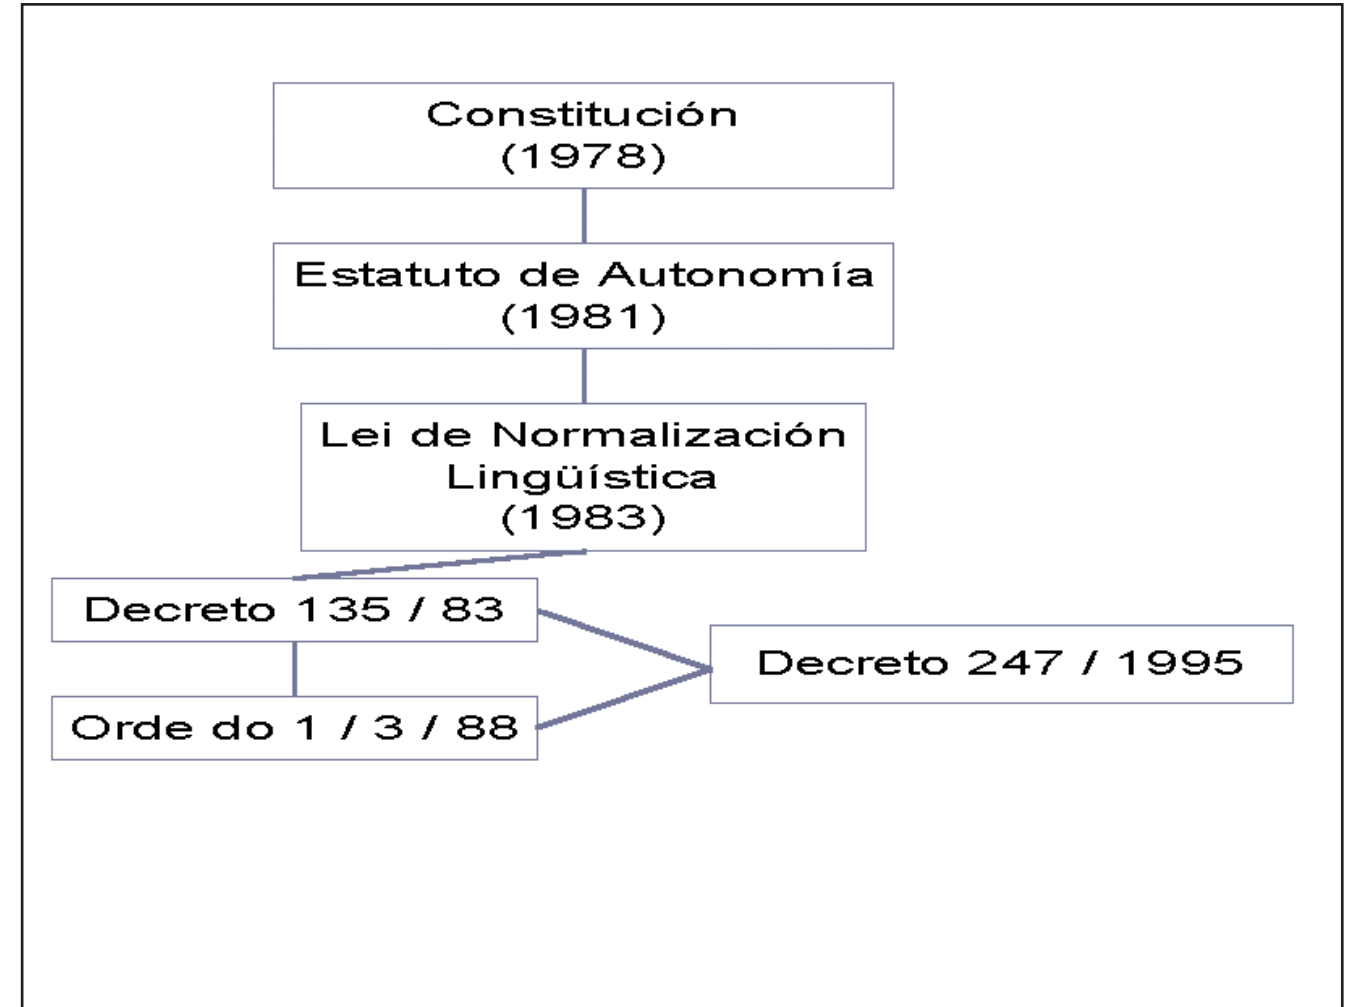 Constitución
(1978)
Estatuto de Autonomía
(1981)
Lei de Normalización
Lingüística
(1983)
Decreto 135 / 83
Decreto 247 / 1995
Orde do 1 / 3 / 88